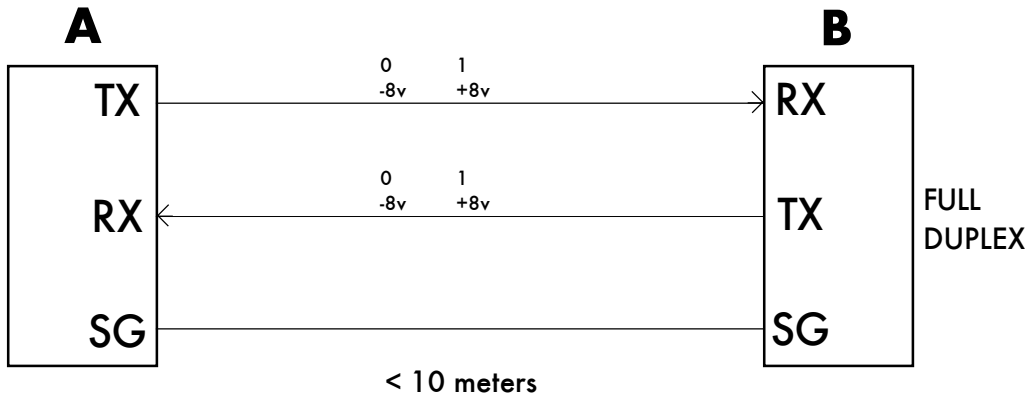 A
B
0 1
-8v +8v
TX
RX
0 1
-8v +8v
RX
TX
FULL
DUPLEX
SG
SG
< 10 meters